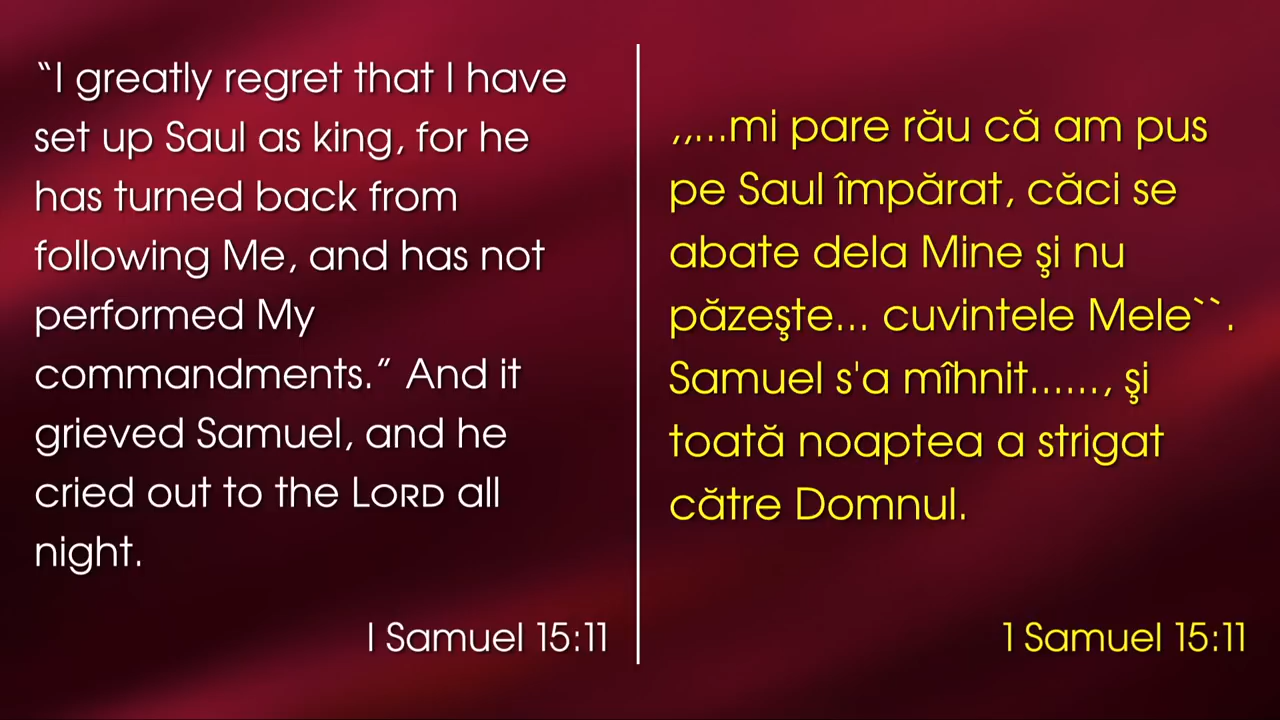 “I greatly regret that I have
set up Saul as king, for he
has turned back from
following Me, and has not
performed My
commandments.” And it
grieved Samuel, and he
cried out to the LORD all
night.
I Samuel 15:11
,,...mi pare rău că am pus
pe Saul împărat, căci se
abate dela Mine şi nu
păzeşte... cuvintele Mele``.
Samuel s'a mîhnit......, şi
toată noaptea a strigat
către Domnul.
1 Samuel 15:11